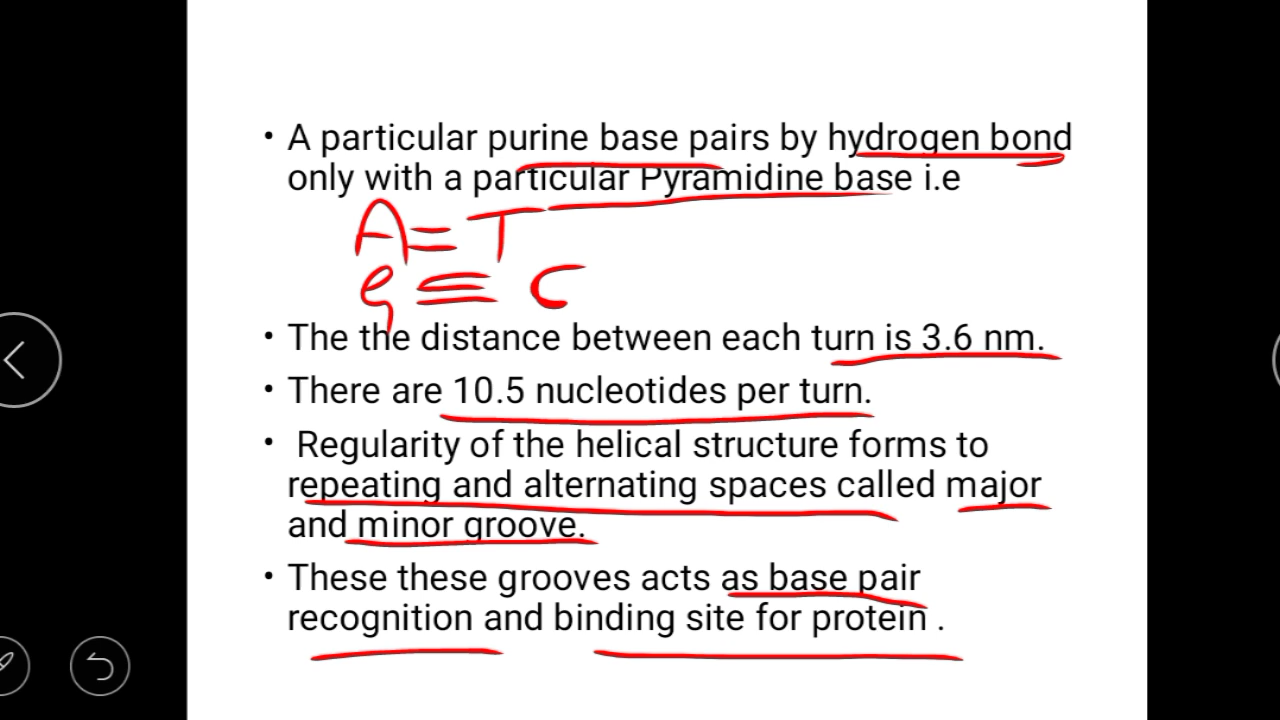 • A particular purine base pairs by hydrogen bond
only with a particular Pyramidine base i.e
A = T
G ≡ C
• The the distance between each turn is 3.6 nm.
• There are 10.5 nucleotides per turn.
• Regularity of the helical structure forms to
repeating and alternating spaces called major
and minor groove.
• These these grooves acts as base pair
recognition and binding site for protein .